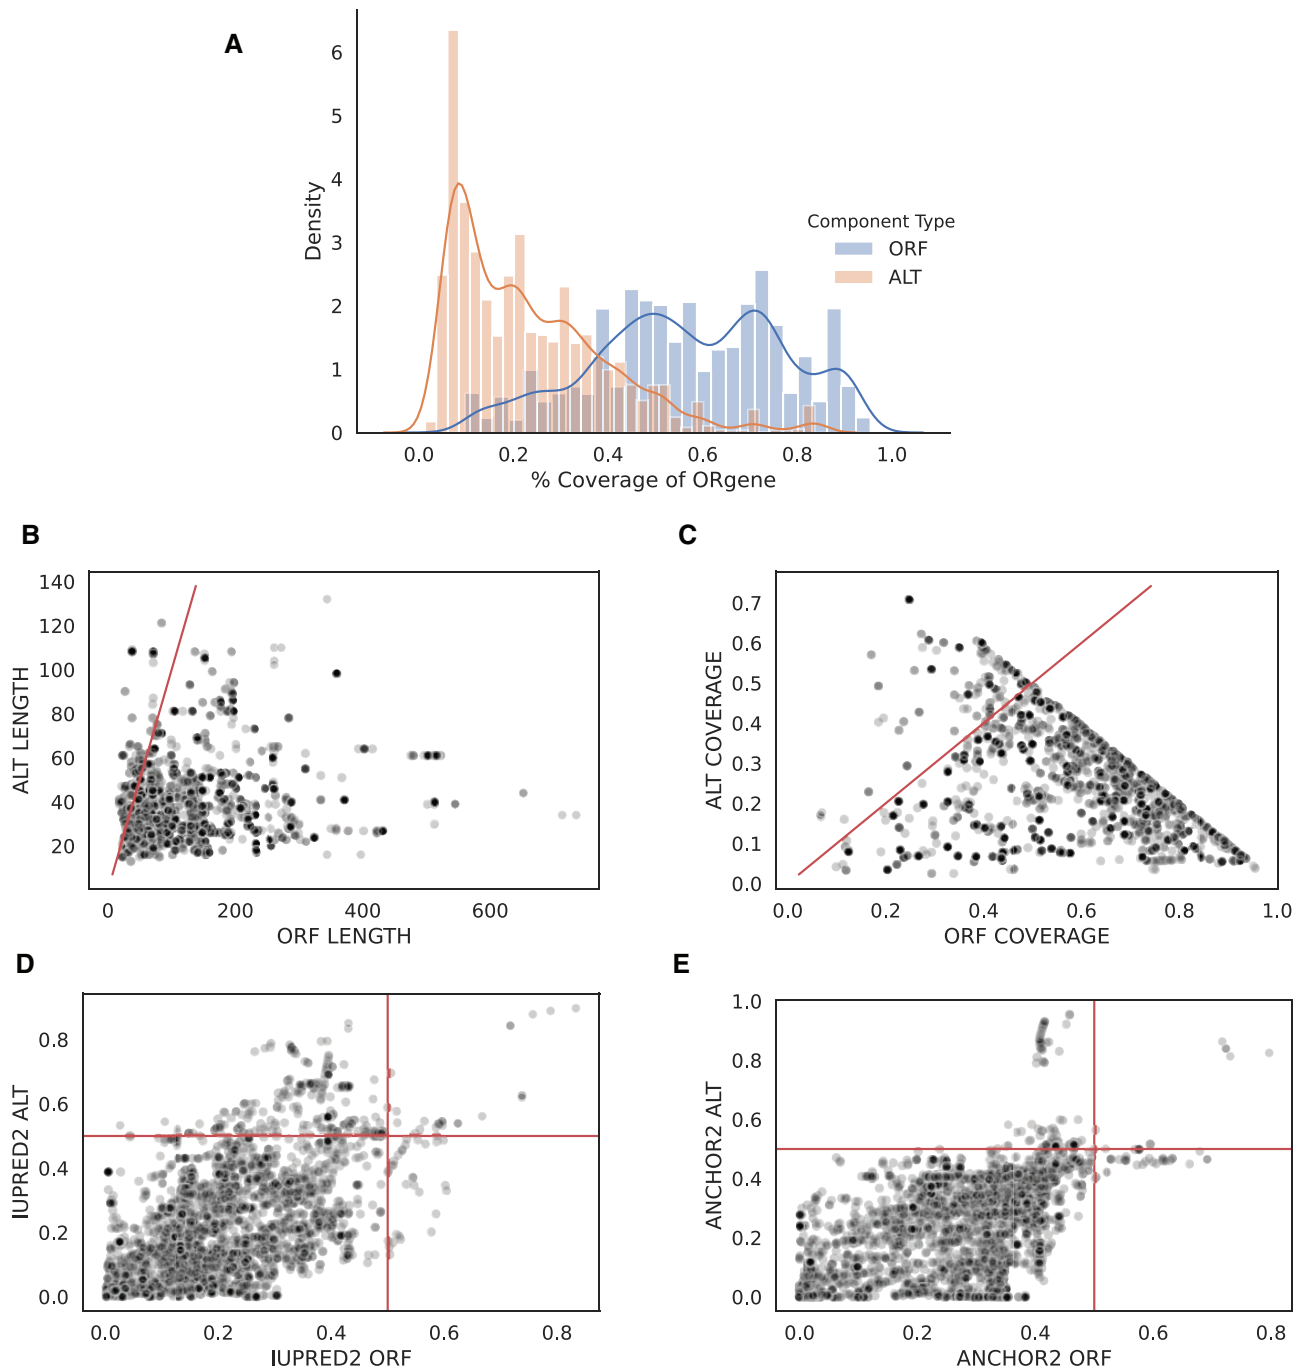 A
6
5
4
3
2
1
0
Density
0.0 0.2 0.4 0.6 0.8 1.0
% Coverage of ORgene
Component Type
ORF
ALT
B
140
120
100
80
60
40
20
ALT LENGTH
0 200 400 600
ORF LENGTH
C
0.7
0.6
0.5
0.4
0.3
0.2
0.1
0.0
ALT COVERAGE
0.0 0.2 0.4 0.6 0.8 1.0
ORF COVERAGE
D
0.8
0.6
0.4
0.2
0.0
IUPRED2 ALT
0.0 0.2 0.4 0.6 0.8
IUPRED2 ORF
E
1.0
0.8
0.6
0.4
0.2
0.0
ANCHOR2 ALT
0.0 0.2 0.4 0.6 0.8
ANCHOR2 ORF